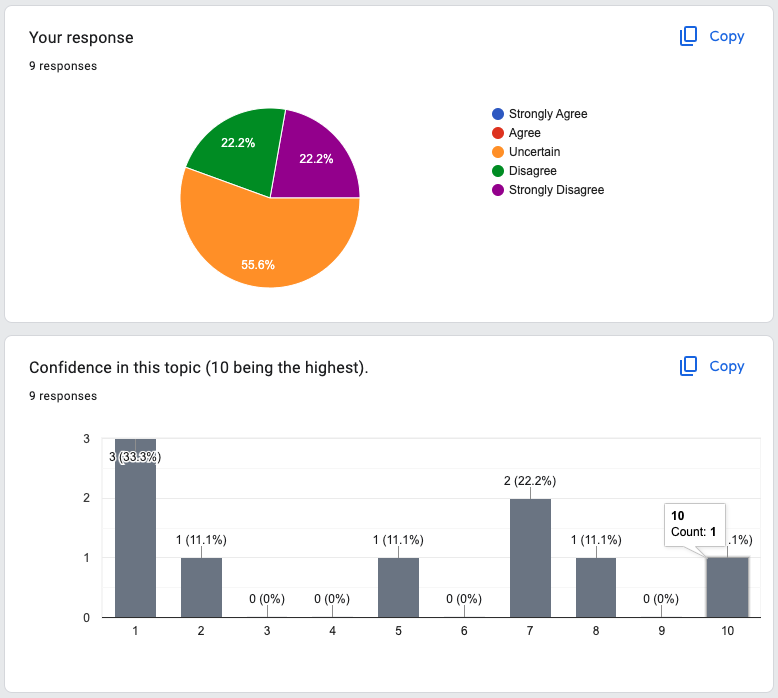 Your response
Copy
9 responses
22.2%
22.2%
55.6%
Strongly Agree
Agree
Uncertain
Disagree
Strongly Disagree
Confidence in this topic (10 being the highest).
Copy
9 responses
3
2
1
0
3 (33.3%)
1 (11.1%)
0 (0%)
0 (0%)
1 (11.1%)
0 (0%)
2 (22.2%)
1 (11.1%)
0 (0%)
.1%)
10
Count: 1
1 2 3 4 5 6 7 8 9 10